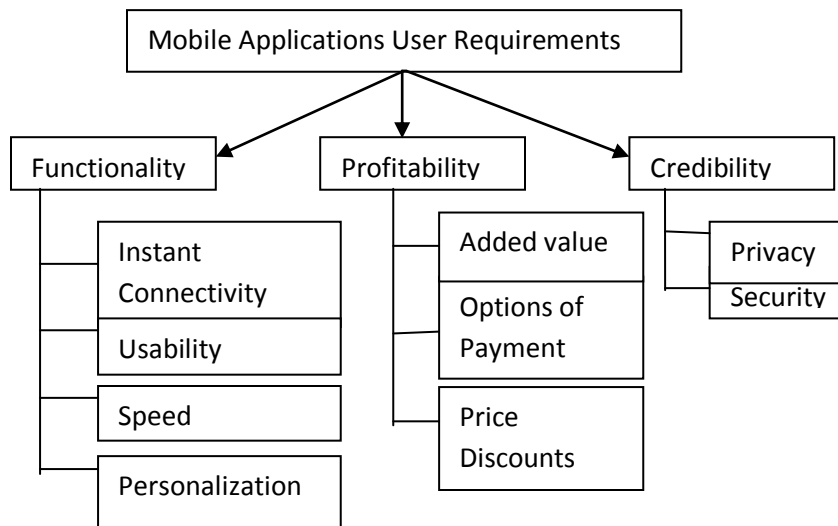 Mobile Applications User Requirements
Functionality
Profitability
Credibility
Instant
Connectivity
Usability
Speed
Personalization
Added value
Options of
Payment
Price
Discounts
Privacy
Security